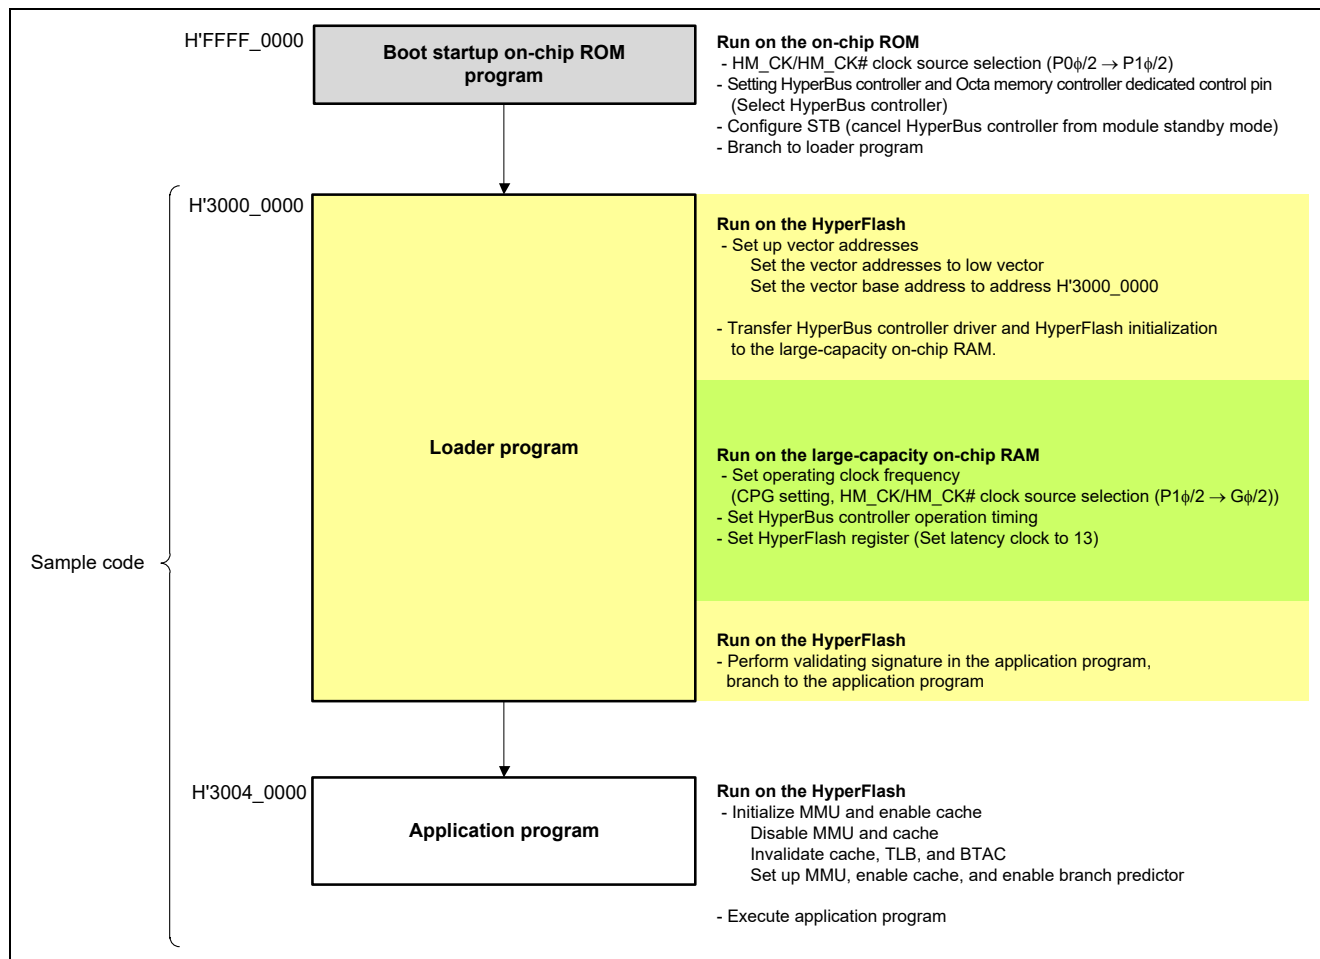 H'FFFF_0000
Boot startup on-chip ROM
program
Run on the on-chip ROM
- HM_CK/HM_CK# clock source selection (P0ϕ/2 → P1ϕ/2)
- Setting HyperBus controller and Octa memory controller dedicated control pin
(Select HyperBus controller)
- Configure STB (cancel HyperBus controller from module standby mode)
- Branch to loader program
Sample code
H'3000_0000
Loader program
Run on the HyperFlash
- Set up vector addresses
Set the vector addresses to low vector
Set the vector base address to address H'3000_0000
- Transfer HyperBus controller driver and HyperFlash initialization
to the large-capacity on-chip RAM.
Run on the large-capacity on-chip RAM
- Set operating clock frequency
(CPG setting, HM_CK/HM_CK# clock source selection (P1ϕ/2 → Gϕ/2))
- Set HyperBus controller operation timing
- Set HyperFlash register (Set latency clock to 13)
Run on the HyperFlash
- Perform validating signature in the application program,
branch to the application program
H'3004_0000
Application program
Run on the HyperFlash
- Initialize MMU and enable cache
Disable MMU and cache
Invalidate cache, TLB, and BTAC
Set up MMU, enable cache, and enable branch predictor
- Execute application program